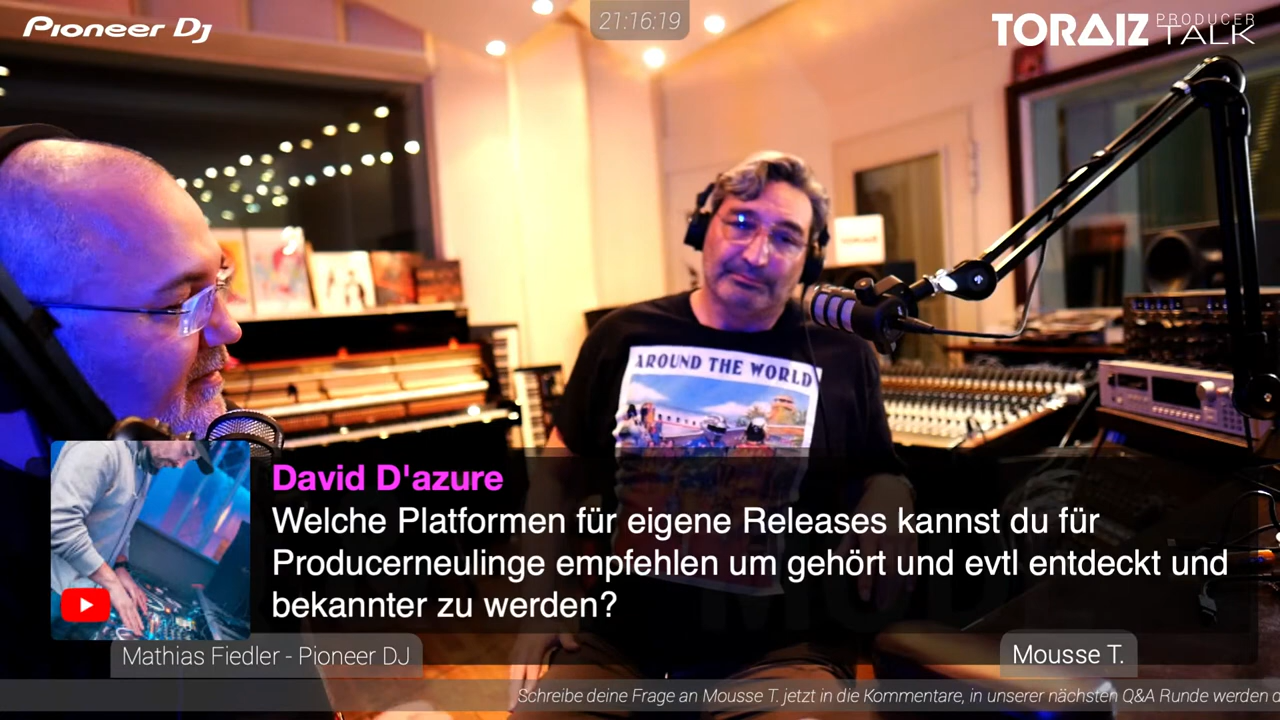 Pioneer Dj
21:16:19
TORAIZ PRODUCER TALK
AROUND THE WORLD
David D'azure
Welche Platformen für eigene Releases kannst du für
Producerneulinge empfehlen um gehört und evtl entdeckt und
bekannter zu werden?
Mathias Fiedler - Pioneer DJ
Mousse T.
Schreibe deine Frage an Mousse T. jetzt in die Kommentare, in unserer nächsten Q&A Runde werden